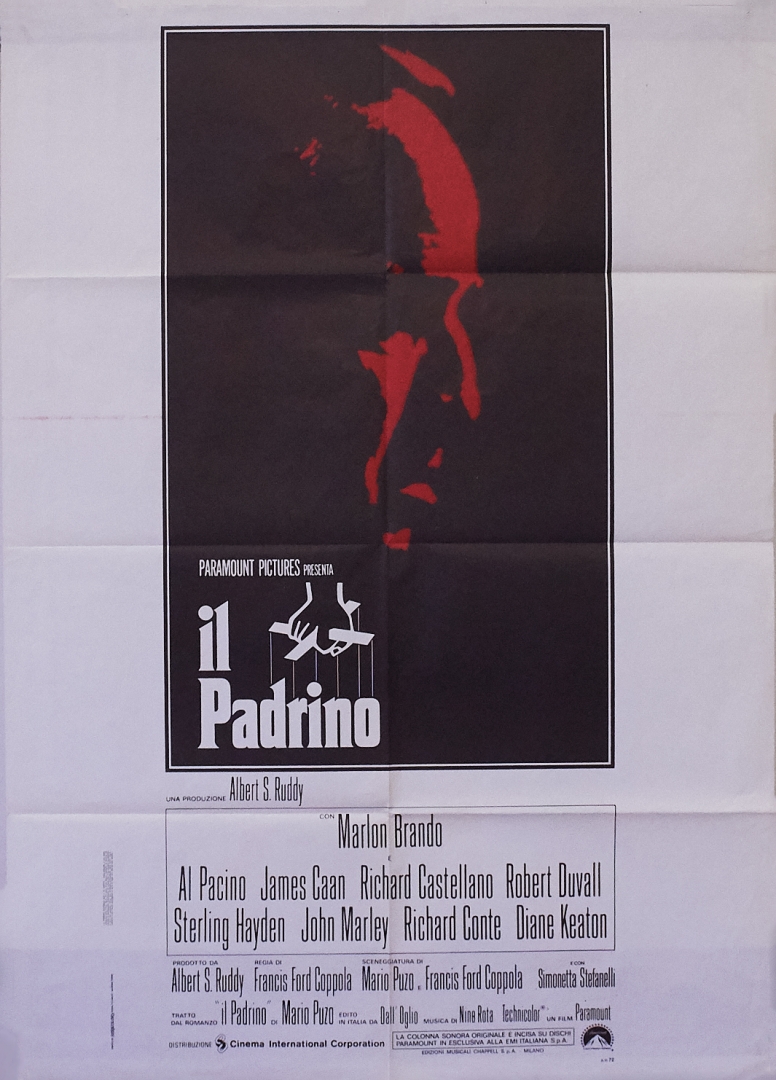 PARAMOUNT PICTURES PRESENTA
il
Padrino
UNA PRODUZIONE Albert S. Ruddy
CON Marlon Brando
E
Al Pacino James Caan Richard Castellano Robert Duvall
Sterling Hayden John Marley Richard Conte Diane Keaton
PRODOTTO DA Albert S. Ruddy REGIA DI Francis Ford Coppola SCENEGGIATURA DI Mario Puzo E Francis Ford Coppola E CON Simonetta Stefanelli
TRATTO DAL ROMANZO "il Padrino" DI Mario Puzo EDITO IN ITALIA DA Dall'Oglio MUSICA DI Nino Rota Technicolor® UN FILM Paramount
DISTRIBUZIONE Cinema International Corporation
LA COLONNA SONORA ORIGINALE E INCISA SU DISCHI
PARAMOUNT IN ESCLUSIVA ALLA EMI ITALIANA S.p.A.
EDIZIONI MUSICALI CHAPPELL S.p.A. - MILANO